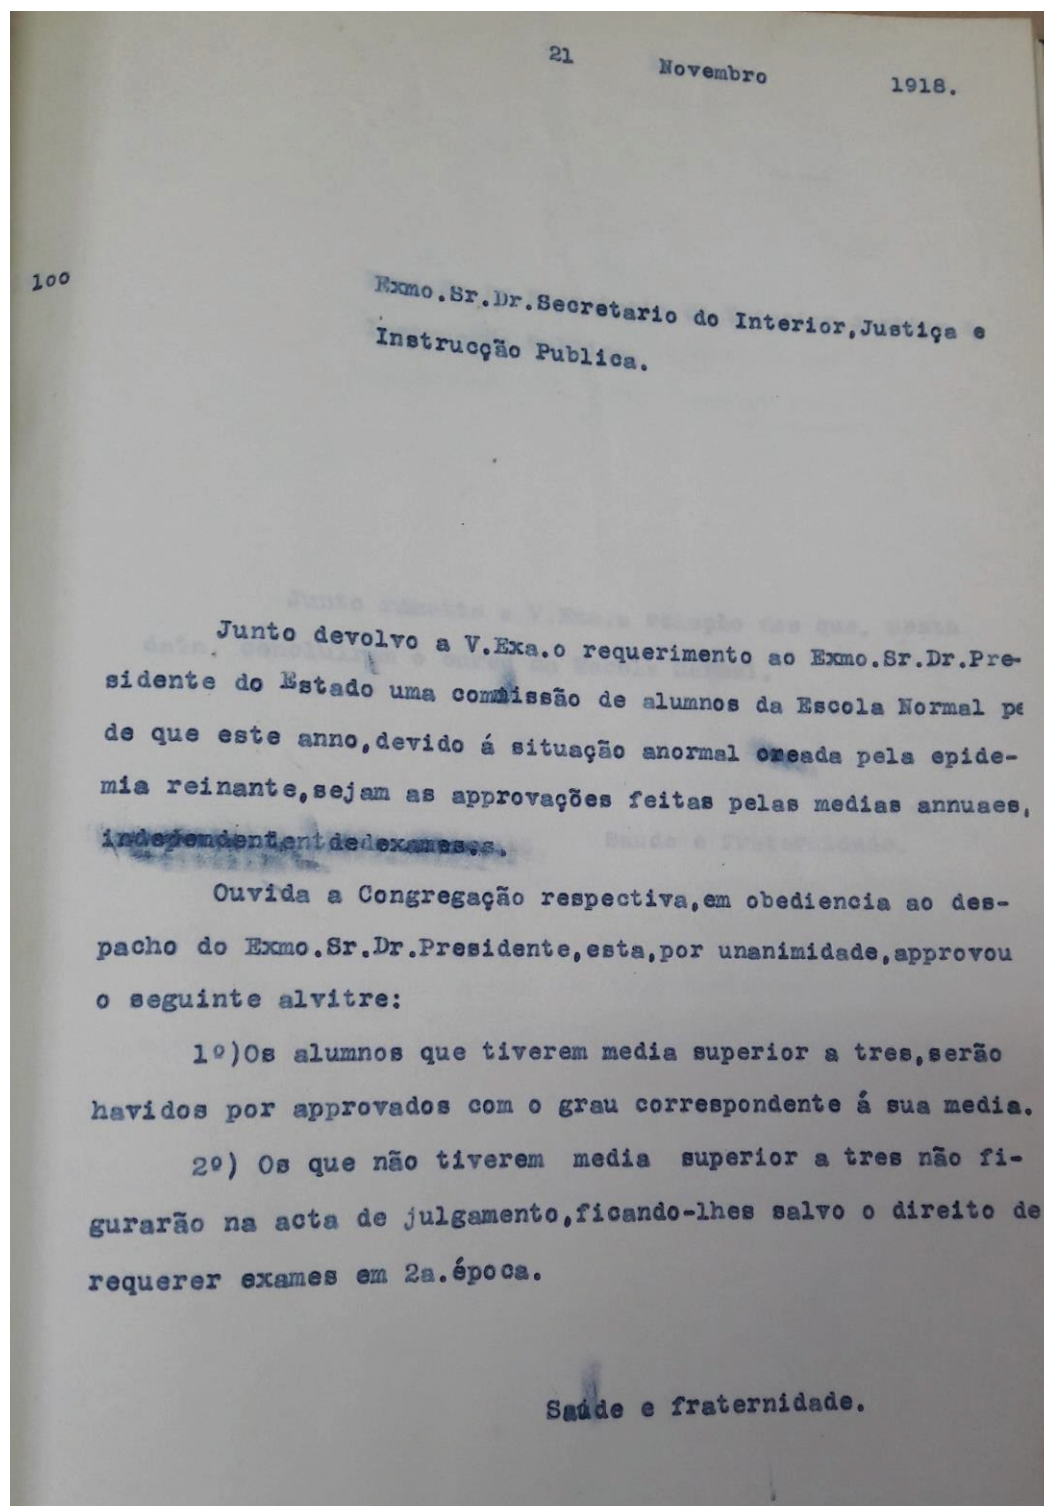 21 Novembro 1918.
100
Exmo.Sr.Dr.Secretario do Interior,Justiça e
Instrucção Publica.
Junto devolvo a V.Exa.o requerimento ao Exmo.Sr.Dr.Pre-
sidente do Estado uma commissão de alumnos da Escola Normal pe
de que este anno,devido á situação anormal creada pela epide-
mia reinante,sejam as approvações feitas pelas medias annuaes,
de exames.
Ouvida a Congregação respectiva,em obediencia ao des-
pacho do Exmo.Sr.Dr.Presidente,esta,por unanimidade,approvou
o seguinte alvitre:
1º)Os alumnos que tiverem media superior a tres,serão
havidos por approvados com o grau correspondente á sua media.
2º) Os que não tiverem media superior a tres não fi-
gurarão na acta de julgamento,ficando-lhes salvo o direito de
requerer exames em 2a.época.
Saúde e fraternidade.